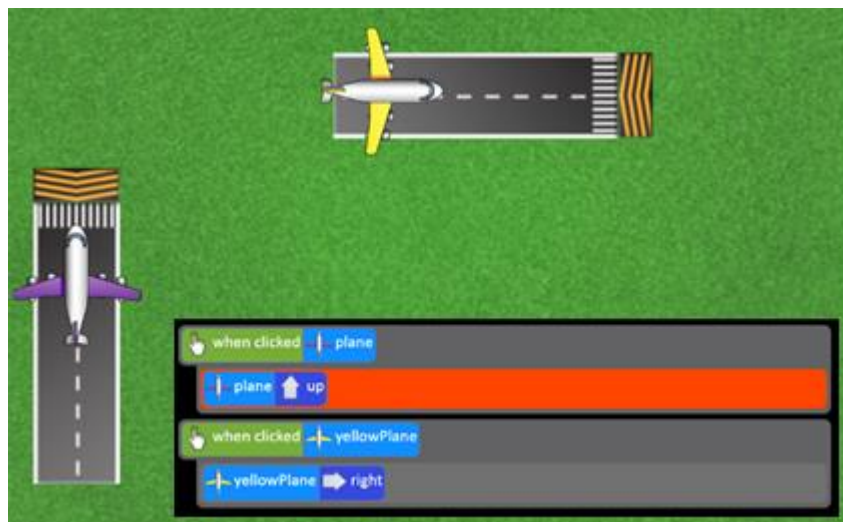 when clicked plane
plane up
when clicked yellowPlane
yellowPlane right